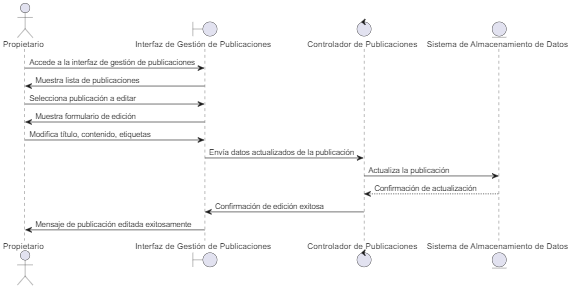 Propietario
Interfaz de Gestión de Publicaciones
Controlador de Publicaciones
Sistema de Almacenamiento de Datos
Accede a la interfaz de gestión de publicaciones
Muestra lista de publicaciones
Selecciona publicación a editar
Muestra formulario de edición
Modifica título, contenido, etiquetas
Envía datos actualizados de la publicación
Actualiza la publicación
Confirmación de actualización
Confirmación de edición exitosa
Mensaje de publicación editada exitosamente
Propietario
Interfaz de Gestión de Publicaciones
Controlador de Publicaciones
Sistema de Almacenamiento de Datos